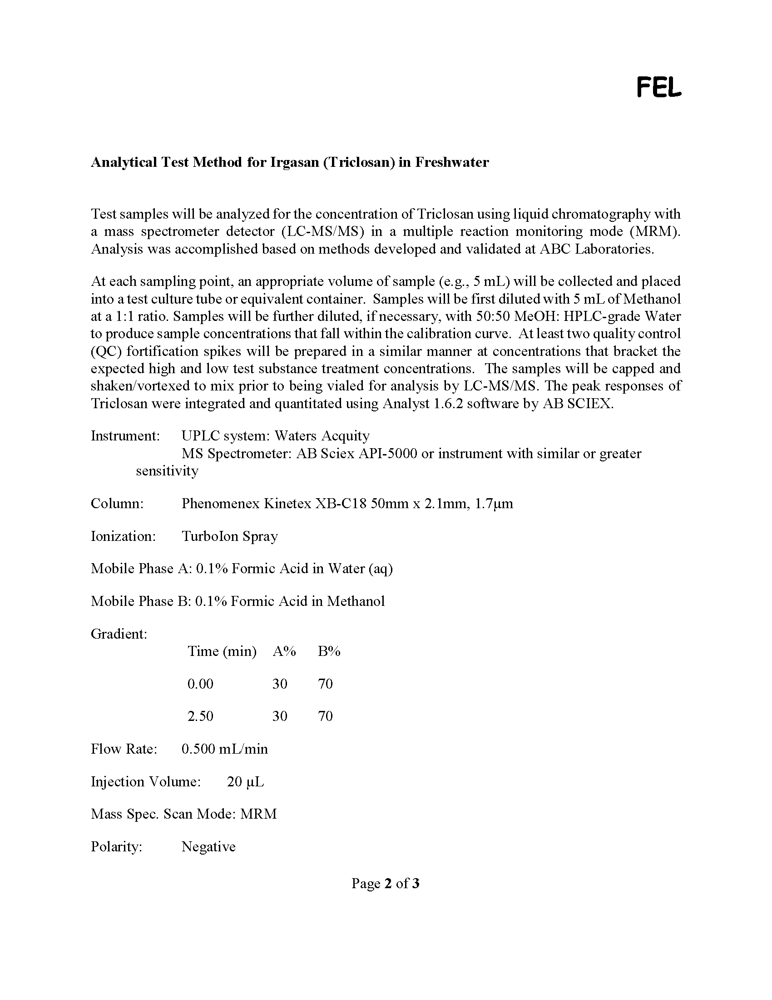 FEL
Analytical Test Method for Irgasan (Triclosan) in Freshwater
Test samples will be analyzed for the concentration of Triclosan using liquid chromatography with
a mass spectrometer detector (LC-MS/MS) in a multiple reaction monitoring mode (MRM).
Analysis was accomplished based on methods developed and validated at ABC Laboratories.
At each sampling point, an appropriate volume of sample (e.g., 5 mL) will be collected and placed
into a test culture tube or equivalent container.  Samples will be first diluted with 5 mL of Methanol
at a 1:1 ratio. Samples will be further diluted, if necessary, with 50:50 MeOH: HPLC-grade Water
to produce sample concentrations that fall within the calibration curve.  At least two quality control
(QC) fortification spikes will be prepared in a similar manner at concentrations that bracket the
expected high and low test substance treatment concentrations.  The samples will be capped and
shaken/vortexed to mix prior to being vialed for analysis by LC-MS/MS. The peak responses of
Triclosan were integrated and quantitated using Analyst 1.6.2 software by AB SCIEX.
Instrument: UPLC system: Waters Acquity
MS Spectrometer: AB Sciex API-5000 or instrument with similar or greater
sensitivity
Column: Phenomenex Kinetex XB-C18 50mm x 2.1mm, 1.7µm
Ionization: TurboIon Spray
Mobile Phase A: 0.1% Formic Acid in Water (aq)
Mobile Phase B: 0.1% Formic Acid in Methanol
Gradient:
Time (min) A% B%
0.00 30 70
2.50 30 70
Flow Rate: 0.500 mL/min
Injection Volume: 20 µL
Mass Spec. Scan Mode: MRM
Polarity: Negative
Page 2 of 3